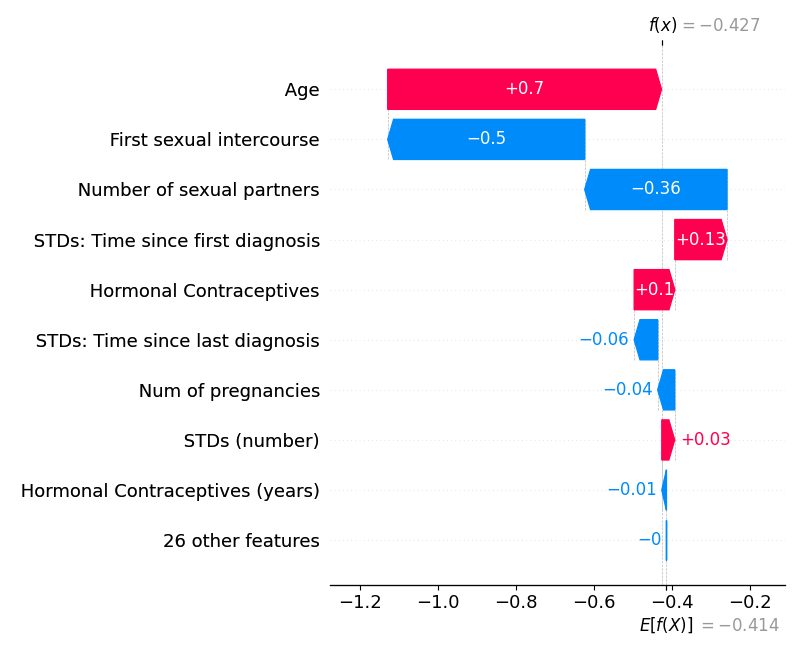 f(x) = −0.427
Age +0.7
First sexual intercourse −0.5
Number of sexual partners −0.36
STDs: Time since first diagnosis +0.13
Hormonal Contraceptives +0.1
STDs: Time since last diagnosis −0.06
Num of pregnancies −0.04
STDs (number) +0.03
Hormonal Contraceptives (years) −0.01
26 other features −0
−1.2 −1.0 −0.8 −0.6 −0.4 −0.2
E[f(X)] = −0.414